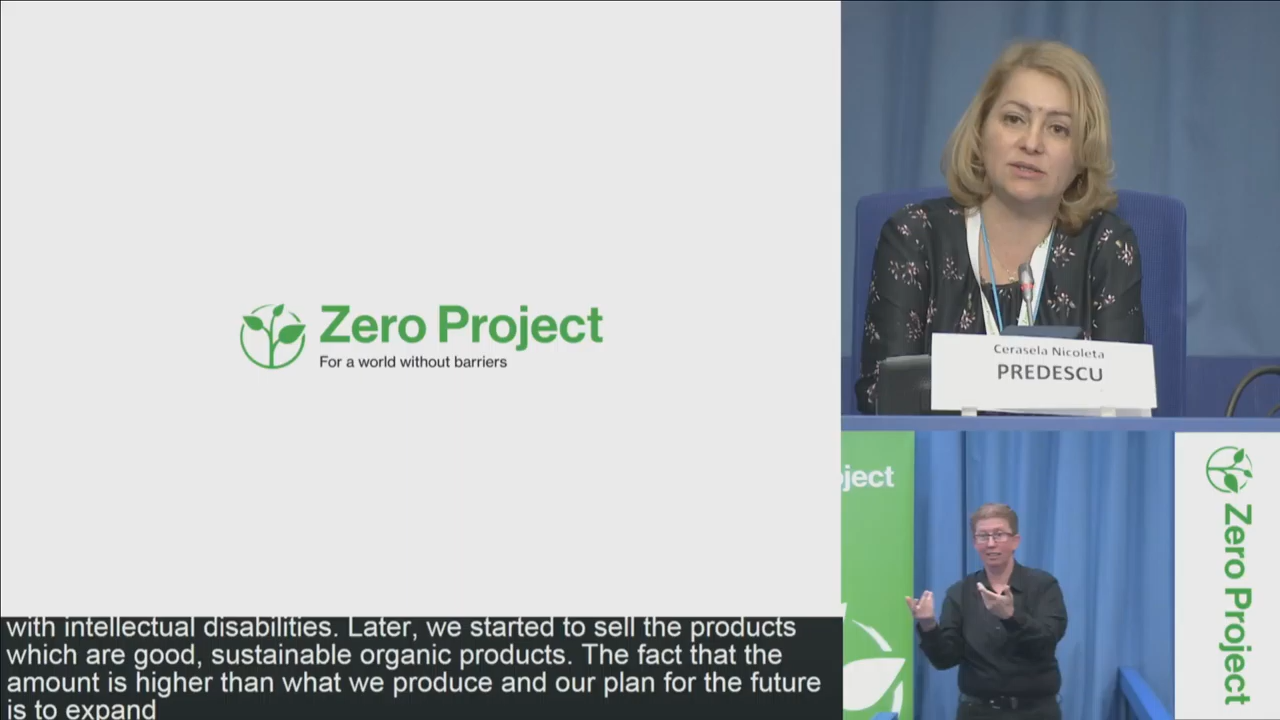 Zero Project
For a world without barriers
Cerasela Nicoleta
PREDESCU
ject
Zero Project
with intellectual disabilities. Later, we started to sell the products
which are good, sustainable organic products. The fact that the
amount is higher than what we produce and our plan for the future
is to expand